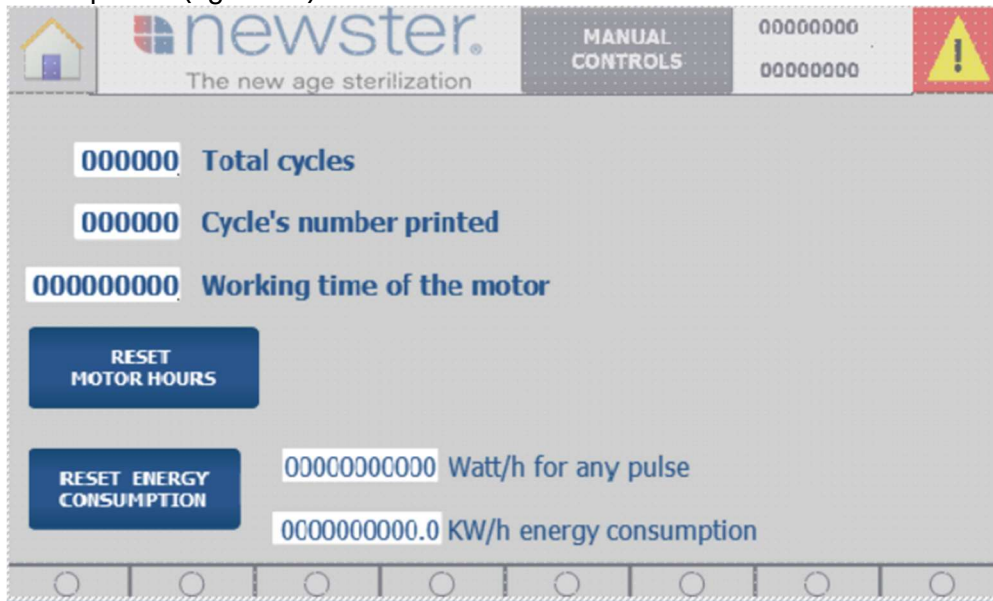 newster®
The new age sterilization
MANUAL
CONTROLS
00000000
00000000
000000 Total cycles
000000 Cycle's number printed
000000000 Working time of the motor
RESET
MOTOR HOURS
RESET ENERGY
CONSUMPTION
00000000000 Watt/h for any pulse
0000000000.0 KW/h energy consumption